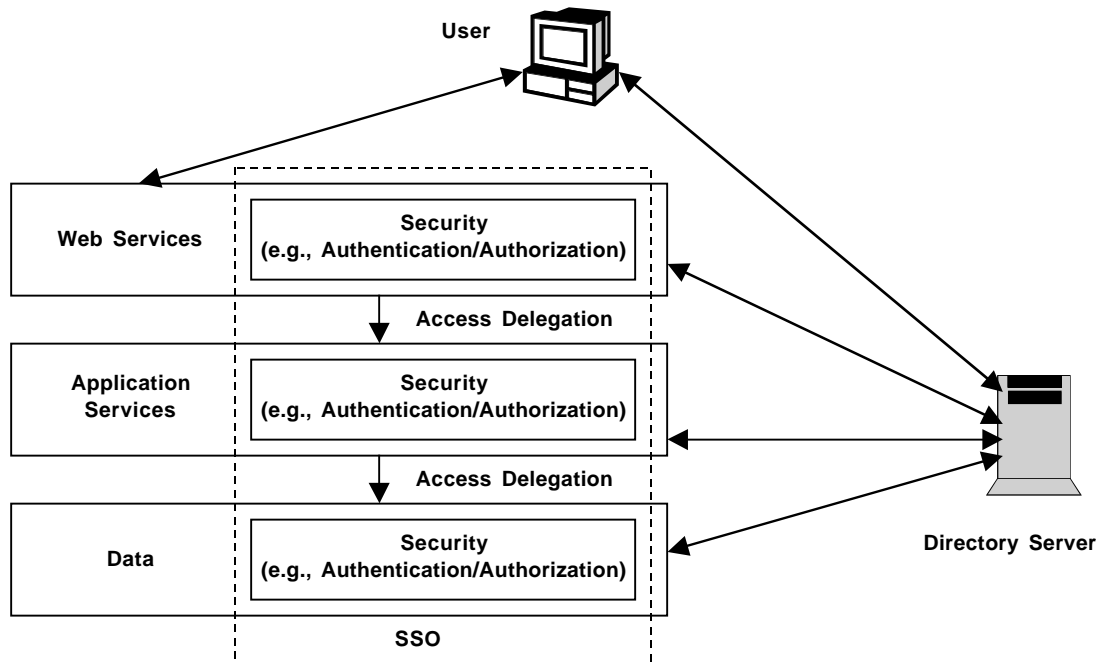 User
Web Services
Security
(e.g., Authentication/Authorization)
Access Delegation
Application
Services
Security
(e.g., Authentication/Authorization)
Access Delegation
Data
Security
(e.g., Authentication/Authorization)
Directory Server
SSO